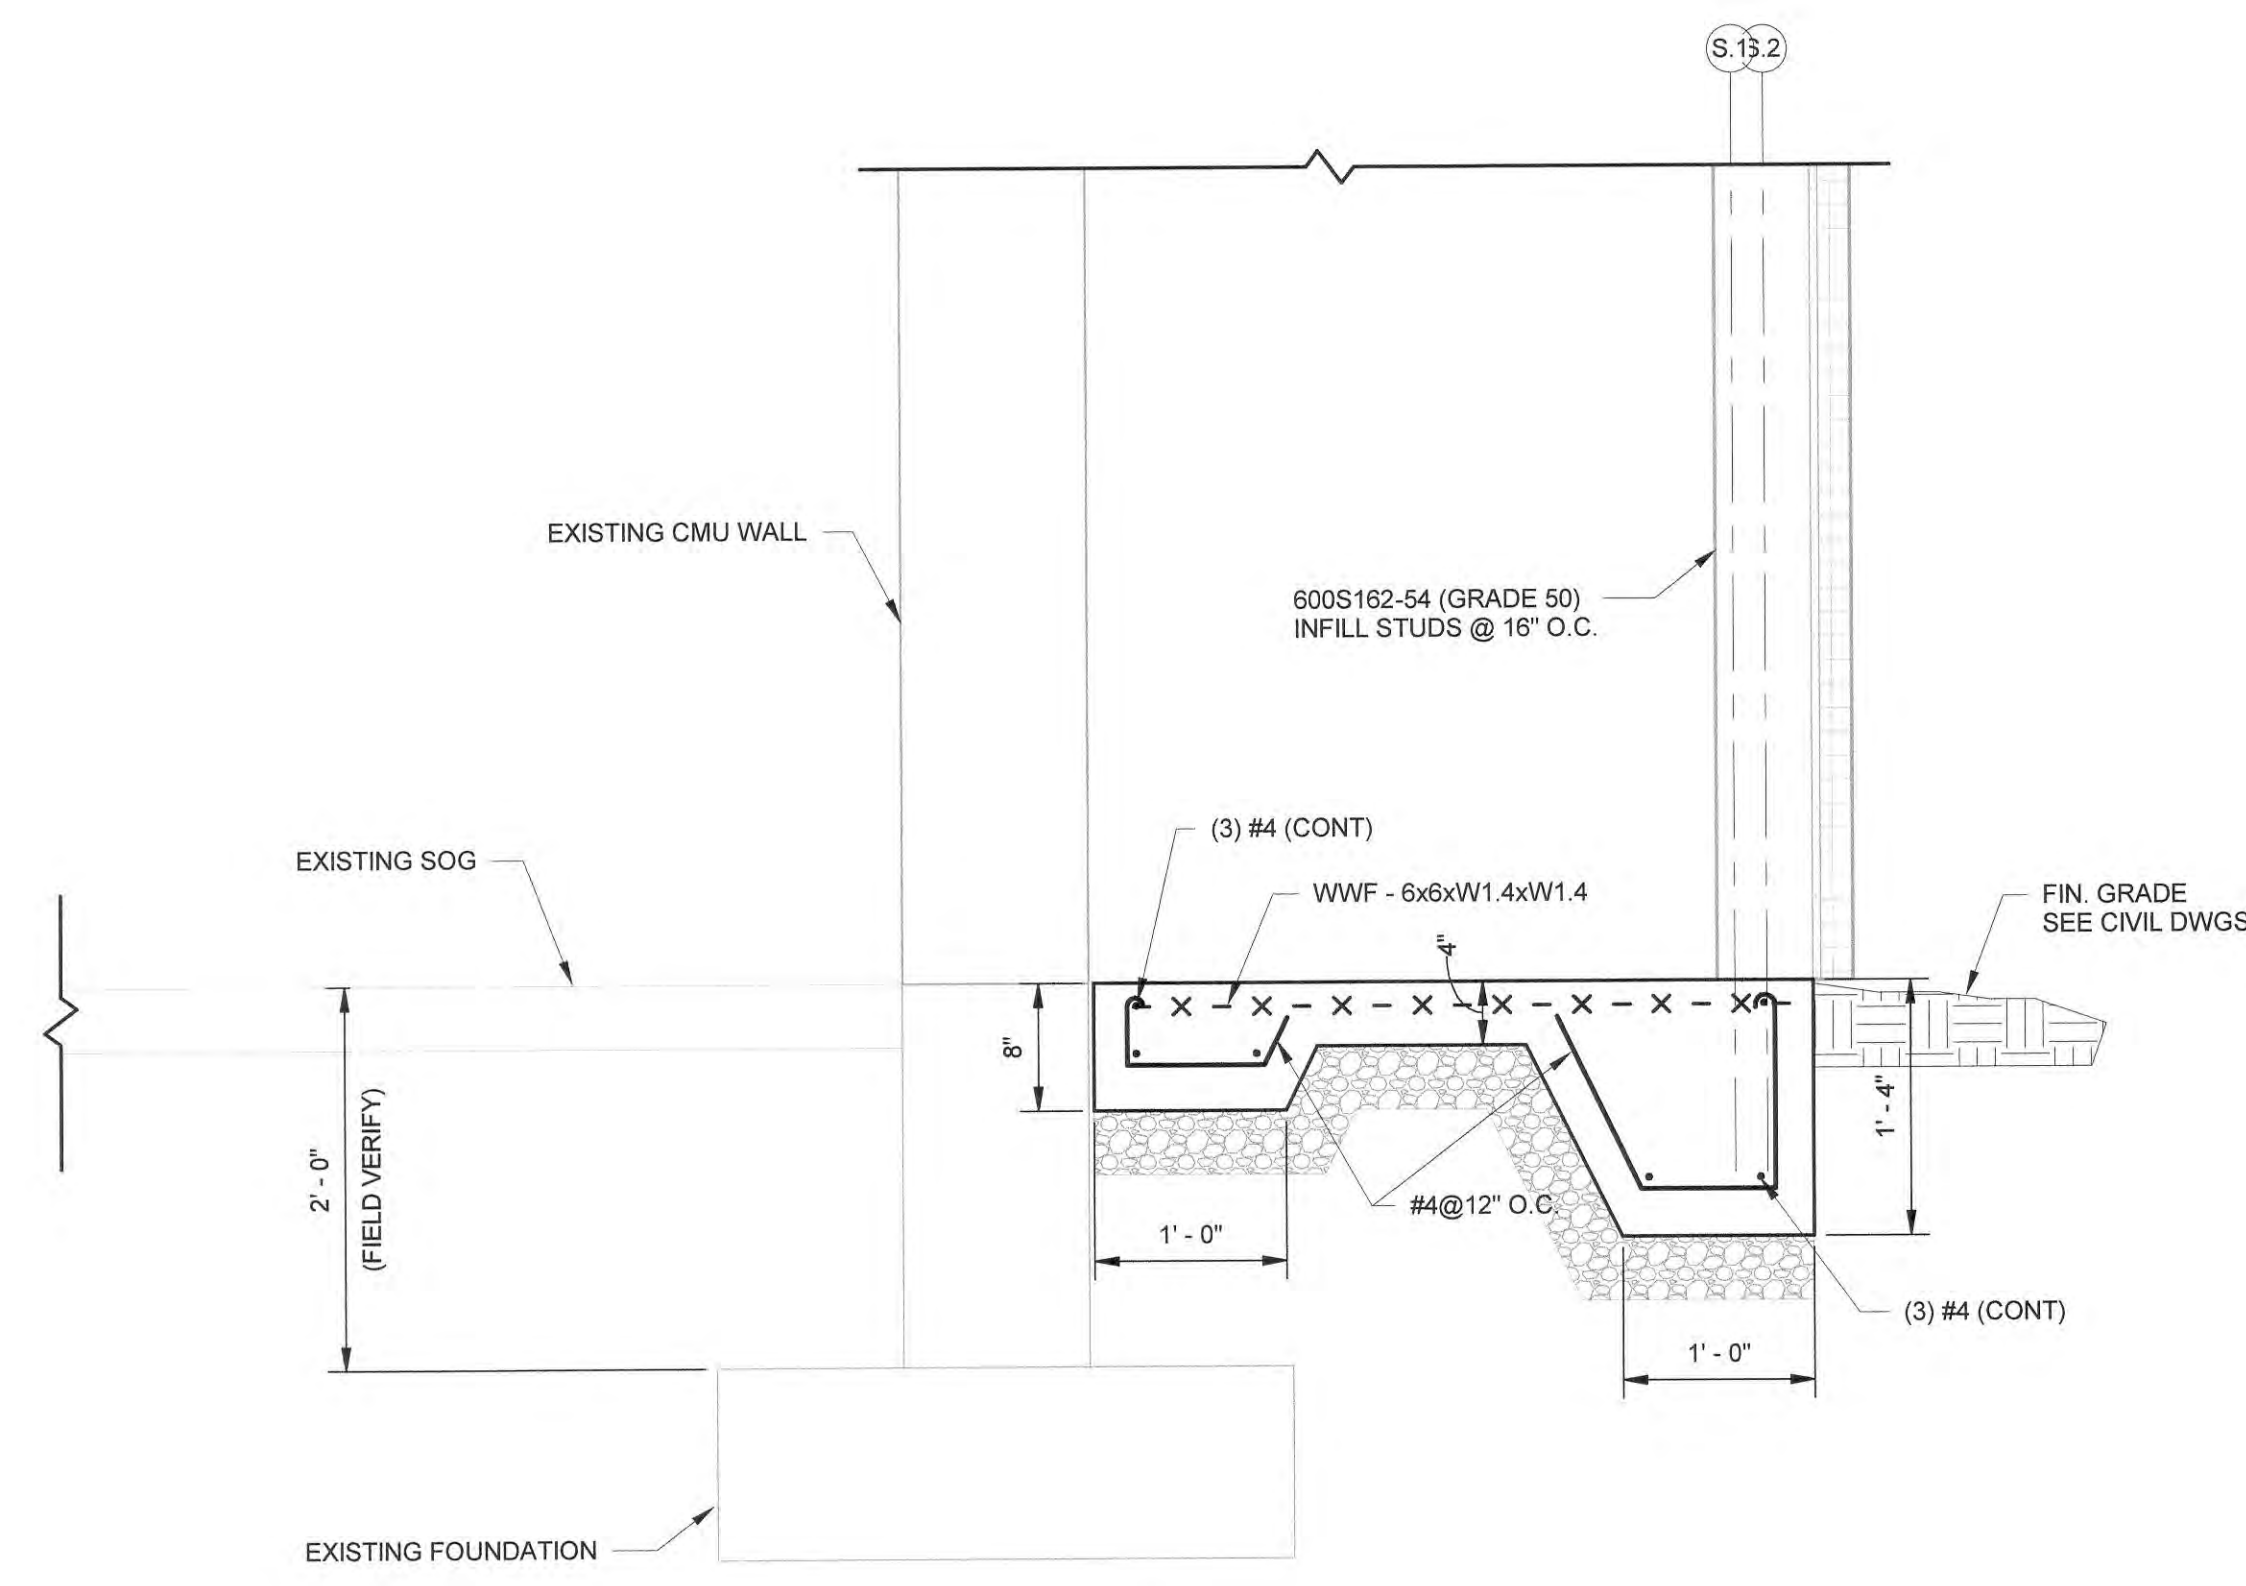 S.1
S.2
EXISTING CMU WALL
600S162-54 (GRADE 50)
INFILL STUDS @ 16" O.C.
(3) #4 (CONT)
EXISTING SOG
WWF - 6x6xW1.4xW1.4
4"
FIN. GRADE
SEE CIVIL DWGS
8"
1' - 4"
2' - 0"
(FIELD VERIFY)
#4@12" O.C.
1' - 0"
(3) #4 (CONT)
1' - 0"
EXISTING FOUNDATION